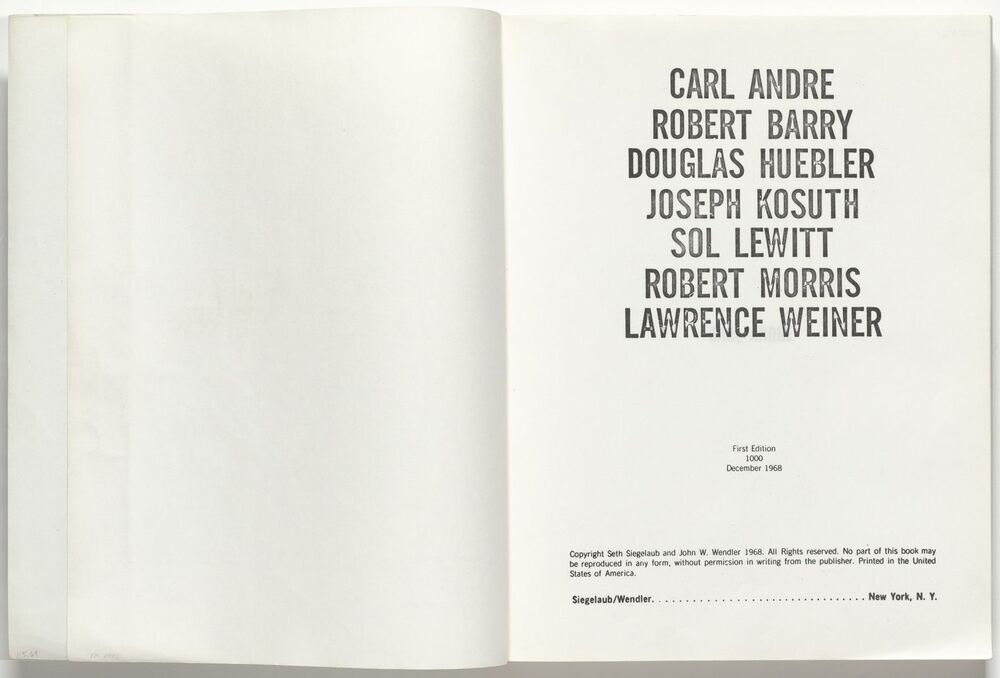 CARL ANDRE
ROBERT BARRY
DOUGLAS HUEBLER
JOSEPH KOSUTH
SOL LEWITT
ROBERT MORRIS
LAWRENCE WEINER
First Edition
1000
December 1968
Copyright Seth Siegelaub and John W. Wendler 1968. All Rights reserved. No part of this book may
be reproduced in any form, without permission in writing from the publisher. Printed in the United
States of America.
Siegelaub/Wendler. . . . . . . . . . . . . . . . . . . . . . . . . . . . . . . . New York, N. Y.